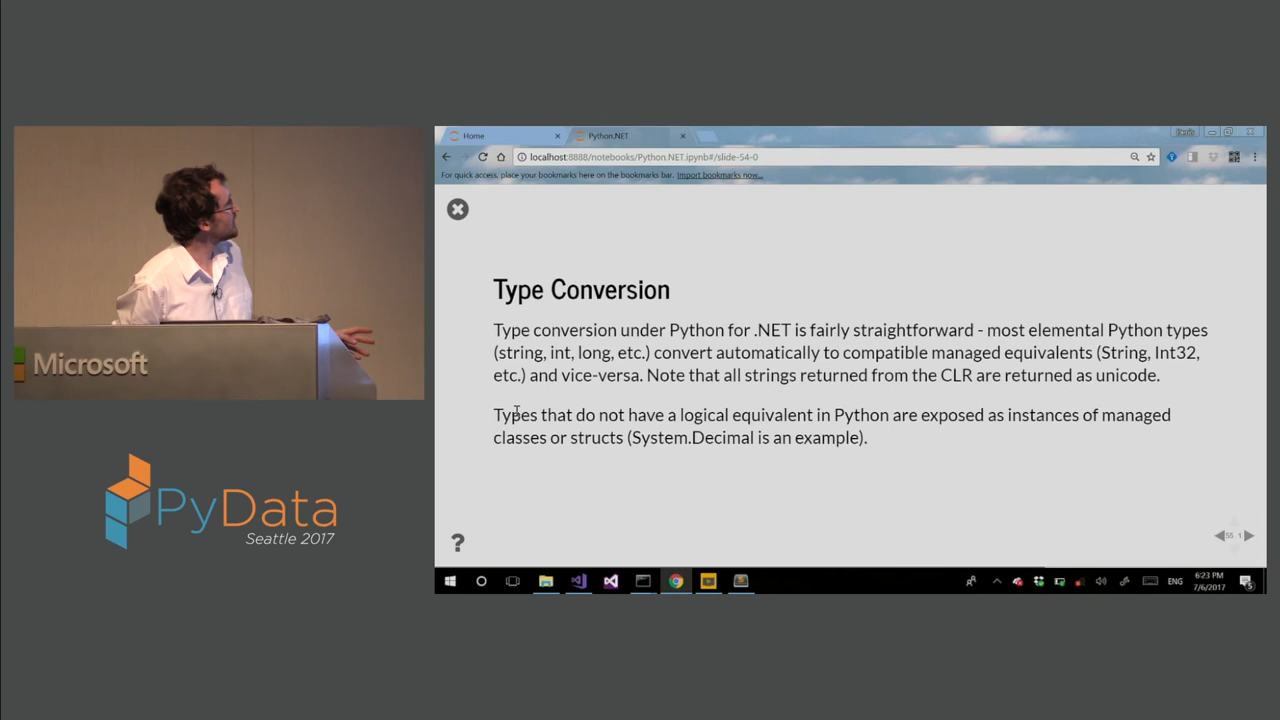 Microsoft
PyData
Seattle 2017
Home
Python.NET
Denis
localhost:8888/notebooks/Python.NET.ipynb#/slide-54-0
For quick access, place your bookmarks here on the bookmarks bar. Import bookmarks now...
Type Conversion
Type conversion under Python for .NET is fairly straightforward - most elemental Python types
(string, int, long, etc.) convert automatically to compatible managed equivalents (String, Int32,
etc.) and vice-versa. Note that all strings returned from the CLR are returned as unicode.
Types that do not have a logical equivalent in Python are exposed as instances of managed
classes or structs (System.Decimal is an example).
?
55 1
ENG
6:23 PM
7/6/2017
5